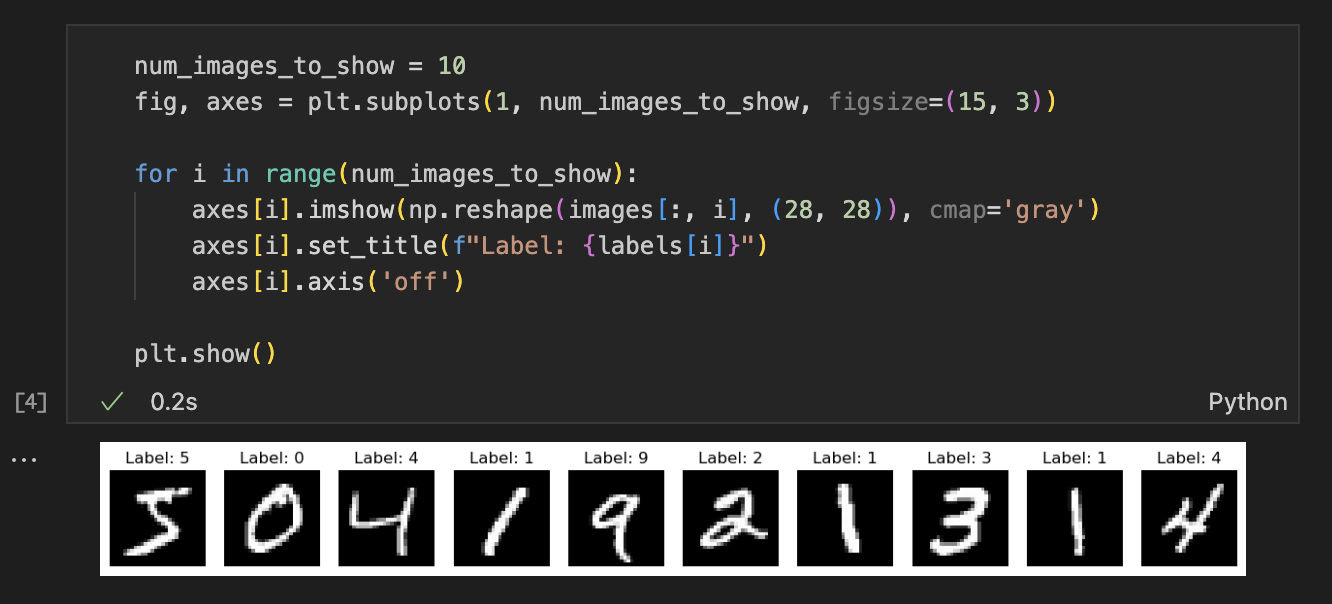 num_images_to_show = 10
fig, axes = plt.subplots(1, num_images_to_show, figsize=(15, 3))
for i in range(num_images_to_show):
    axes[i].imshow(np.reshape(images[:, i], (28, 28)), cmap='gray')
    axes[i].set_title(f"Label: {labels[i]}")
    axes[i].axis('off')
plt.show()
[4] ✓ 0.2s Python
...
Label: 5 Label: 0 Label: 4 Label: 1 Label: 9 Label: 2 Label: 1 Label: 3 Label: 1 Label: 4
5 0 4 1 9 2 1 3 1 4